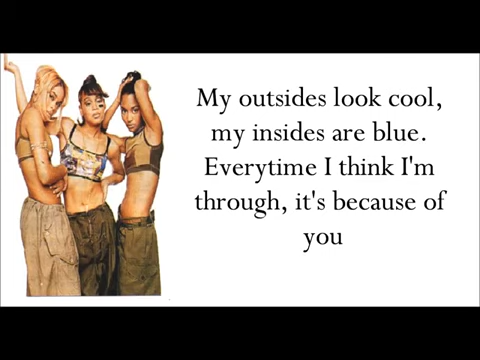 My outsides look cool,
my insides are blue.
Everytime I think I'm
through, it's because of
you